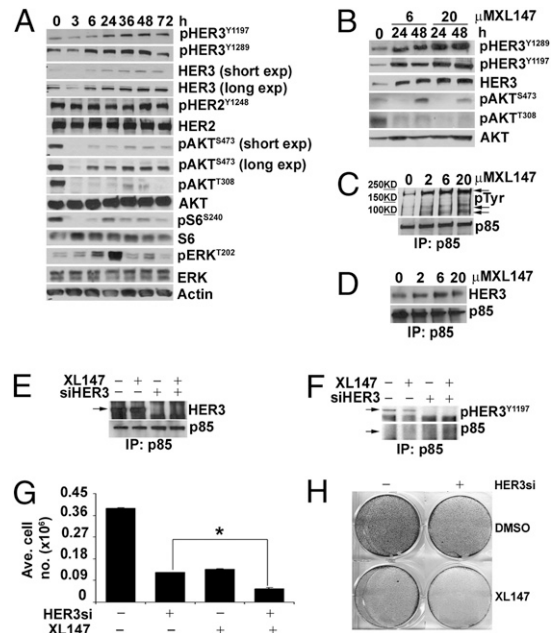 A
0 3 6 24 36 48 72 h
pHER3Y1197
pHER3Y1289
HER3 (short exp)
HER3 (long exp)
pHER2Y1248
HER2
pAKTS473 (short exp)
pAKTS473 (long exp)
pAKTT308
AKT
pS6S240
S6
pERKT202
ERK
Actin
B
6 20 μMXL147
0 24 48 24 48 h
pHER3Y1289
pHER3Y1197
HER3
pAKTS473
pAKTT308
AKT
C
0 2 6 20 μMXL147
250KD
150KD
100KD
pTyr
p85
IP: p85
D
0 2 6 20 μMXL147
HER3
p85
IP: p85
E
XL147 – + – +
siHER3 – – + +
HER3
p85
IP: p85
F
XL147 – + – +
siHER3 – – + +
pHER3Y1197
p85
IP: p85
G
Ave. cell
no. (x10⁶)
0.45
0.36
0.27
0.18
0.09
0
*
HER3si – + – +
XL147 – – + +
H
– + HER3si
DMSO
XL147